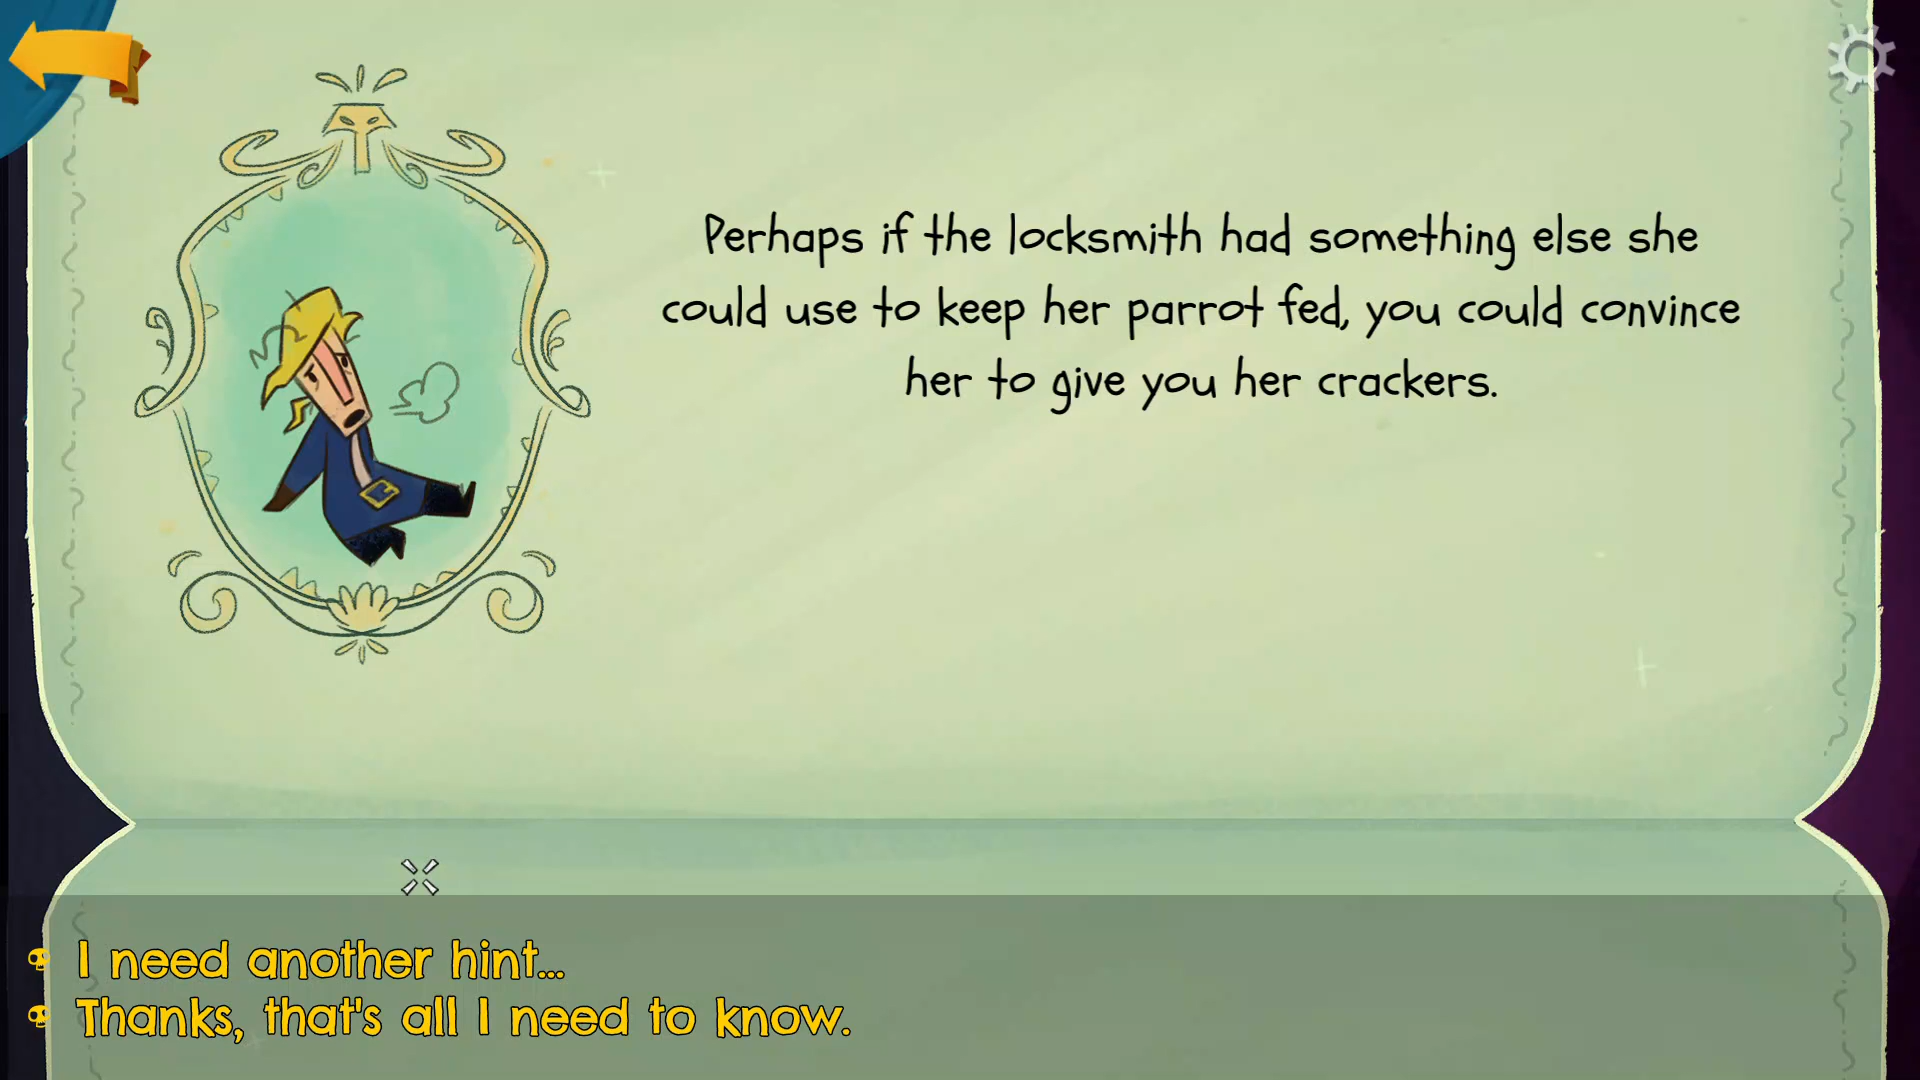 Perhaps if the locksmith had something else she
could use to keep her parrot fed, you could convince
her to give you her crackers.
I need another hint...
Thanks, that's all I need to know.